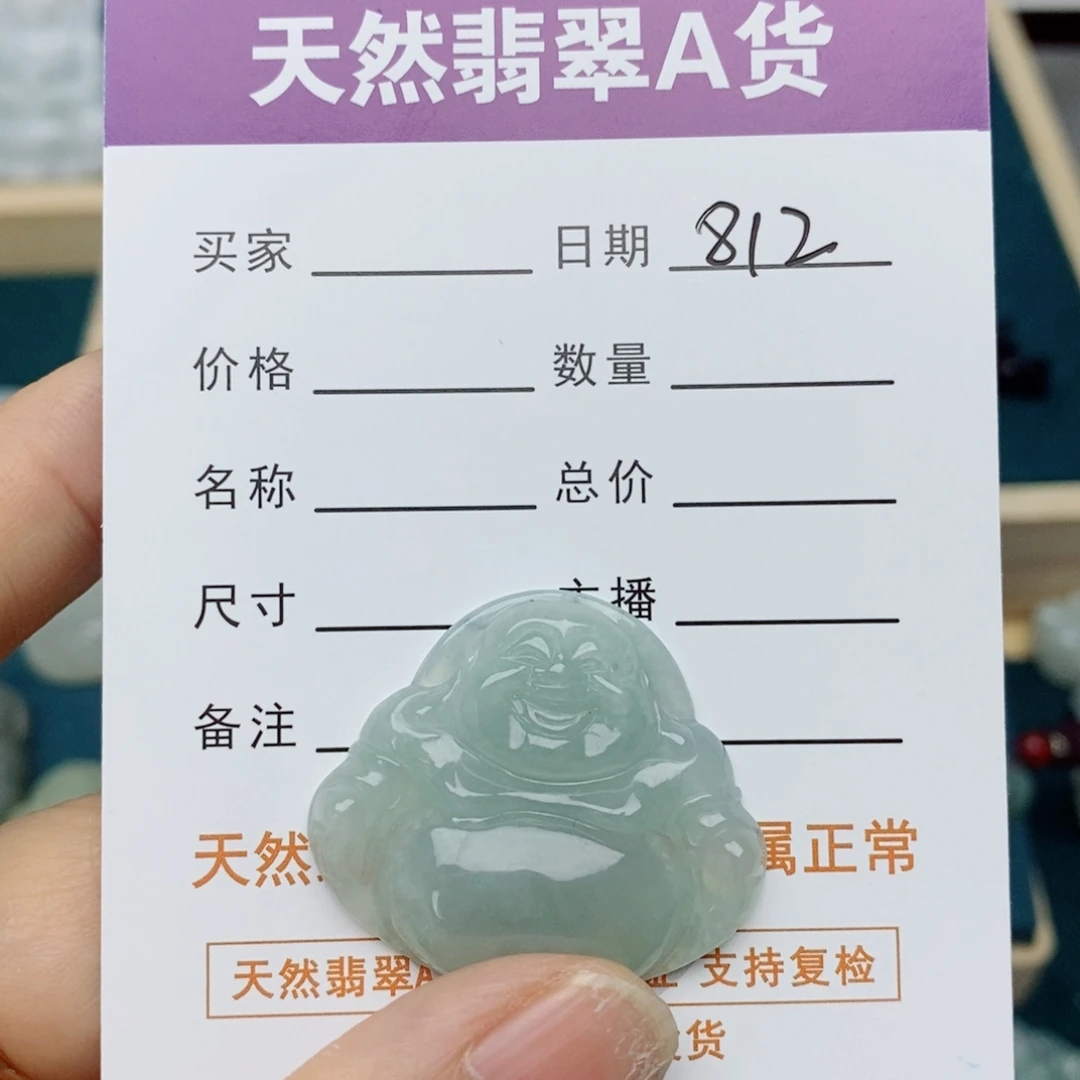 天然翡翠A货
买家 日期 812
价格 数量
名称 总价
尺寸 播
备注
天然 属正常
天然翡翠A 支持复检
货